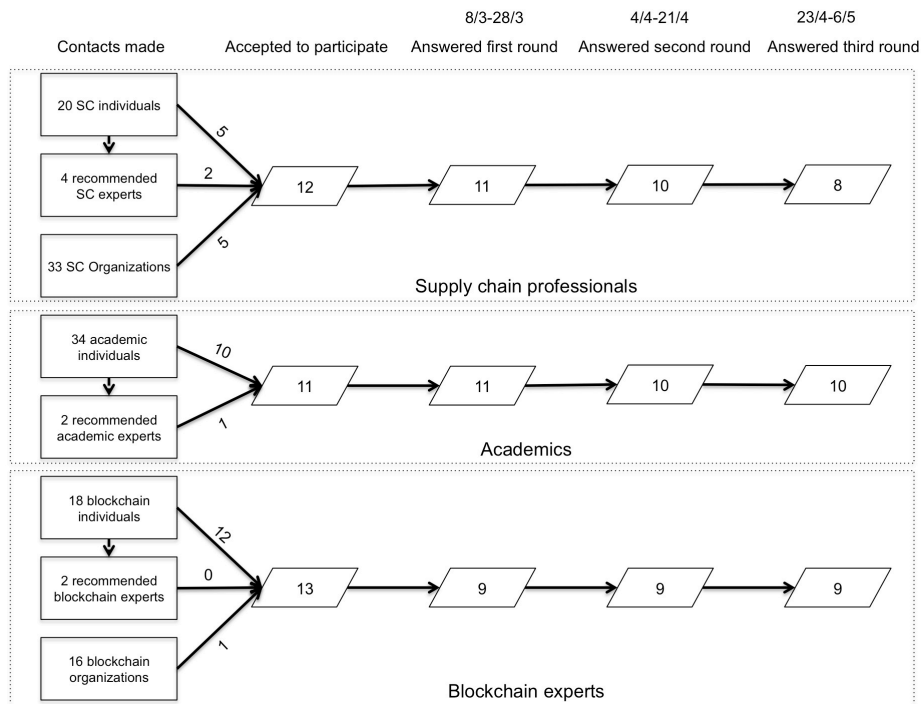 8/3-28/3
4/4-21/4
23/4-6/5
Contacts made
Accepted to participate
Answered first round
Answered second round
Answered third round
20 SC individuals
5
4 recommended
SC experts
2
33 SC Organizations
5
12
11
10
8
Supply chain professionals
34 academic
individuals
10
2 recommended
academic experts
1
11
11
10
10
Academics
18 blockchain
individuals
12
2 recommended
blockchain experts
0
16 blockchain
organizations
1
13
9
9
9
Blockchain experts